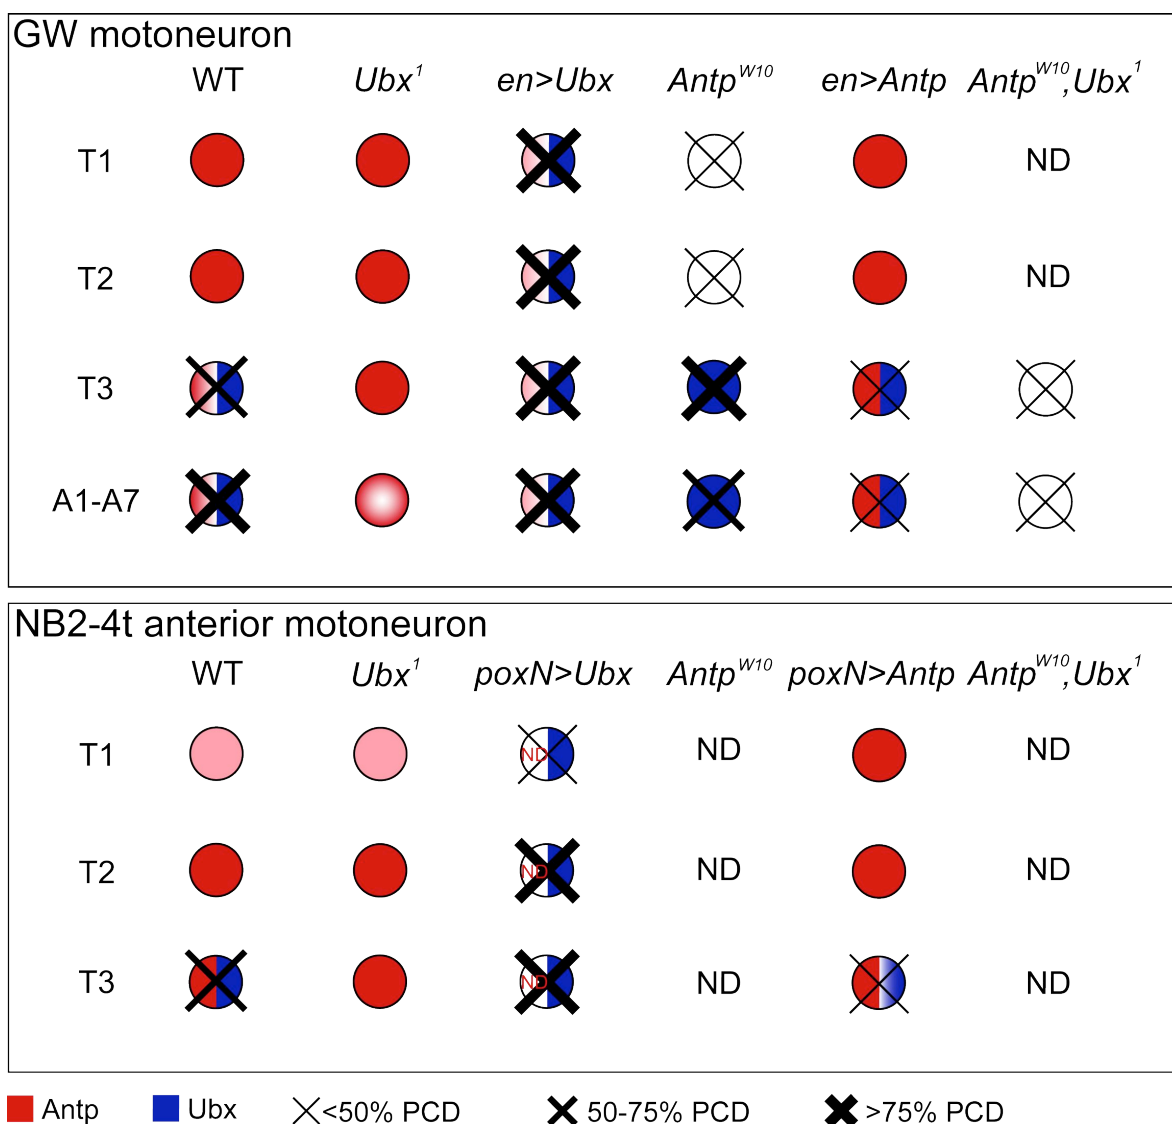 GW motoneuron
WT Ubx¹ en>Ubx Antpᵂ¹⁰ en>Antp Antpᵂ¹⁰,Ubx¹
T1 ND
T2 ND
T3
A1-A7
NB2-4t anterior motoneuron
WT Ubx¹ poxN>Ubx Antpᵂ¹⁰ poxN>Antp Antpᵂ¹⁰,Ubx¹
T1 ND ND ND
T2 ND ND ND
T3 ND ND ND
Antp Ubx <50% PCD 50-75% PCD >75% PCD